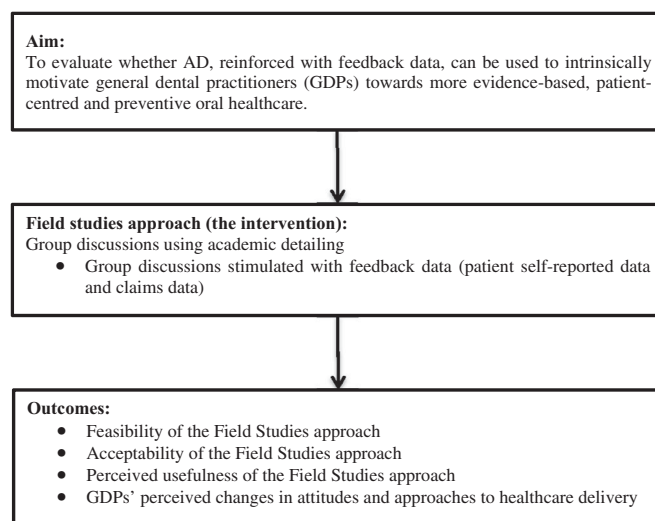 Aim:
To evaluate whether AD, reinforced with feedback data, can be used to intrinsically
motivate general dental practitioners (GDPs) towards more evidence-based, patient-
centred and preventive oral healthcare.
Field studies approach (the intervention):
Group discussions using academic detailing
• Group discussions stimulated with feedback data (patient self-reported data
and claims data)
Outcomes:
• Feasibility of the Field Studies approach
• Acceptability of the Field Studies approach
• Perceived usefulness of the Field Studies approach
• GDPs’ perceived changes in attitudes and approaches to healthcare delivery